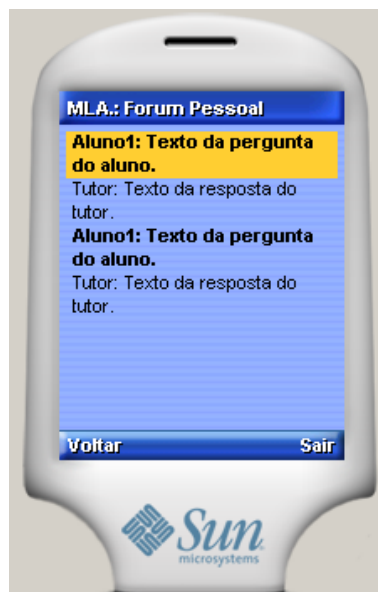 MLA.: Forum Pessoal
Aluno1: Texto da pergunta
do aluno.
Tutor: Texto da resposta do
tutor.
Aluno1: Texto da pergunta
do aluno.
Tutor: Texto da resposta do
tutor.
Voltar Sair
Sun
microsystems